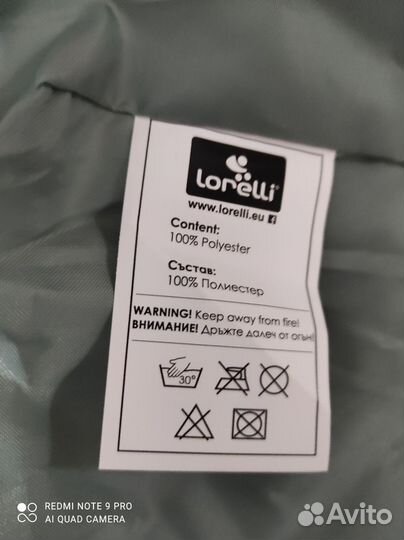 lorelli®
www.lorelli.eu f
Content:
100% Polyester
Състав:
100% Полиестер
WARNING! Keep away from fire!
ВНИМАНИЕ! Дръжте далеч от огън!
30°
REDMI NOTE 9 PRO
AI QUAD CAMERA
Avito